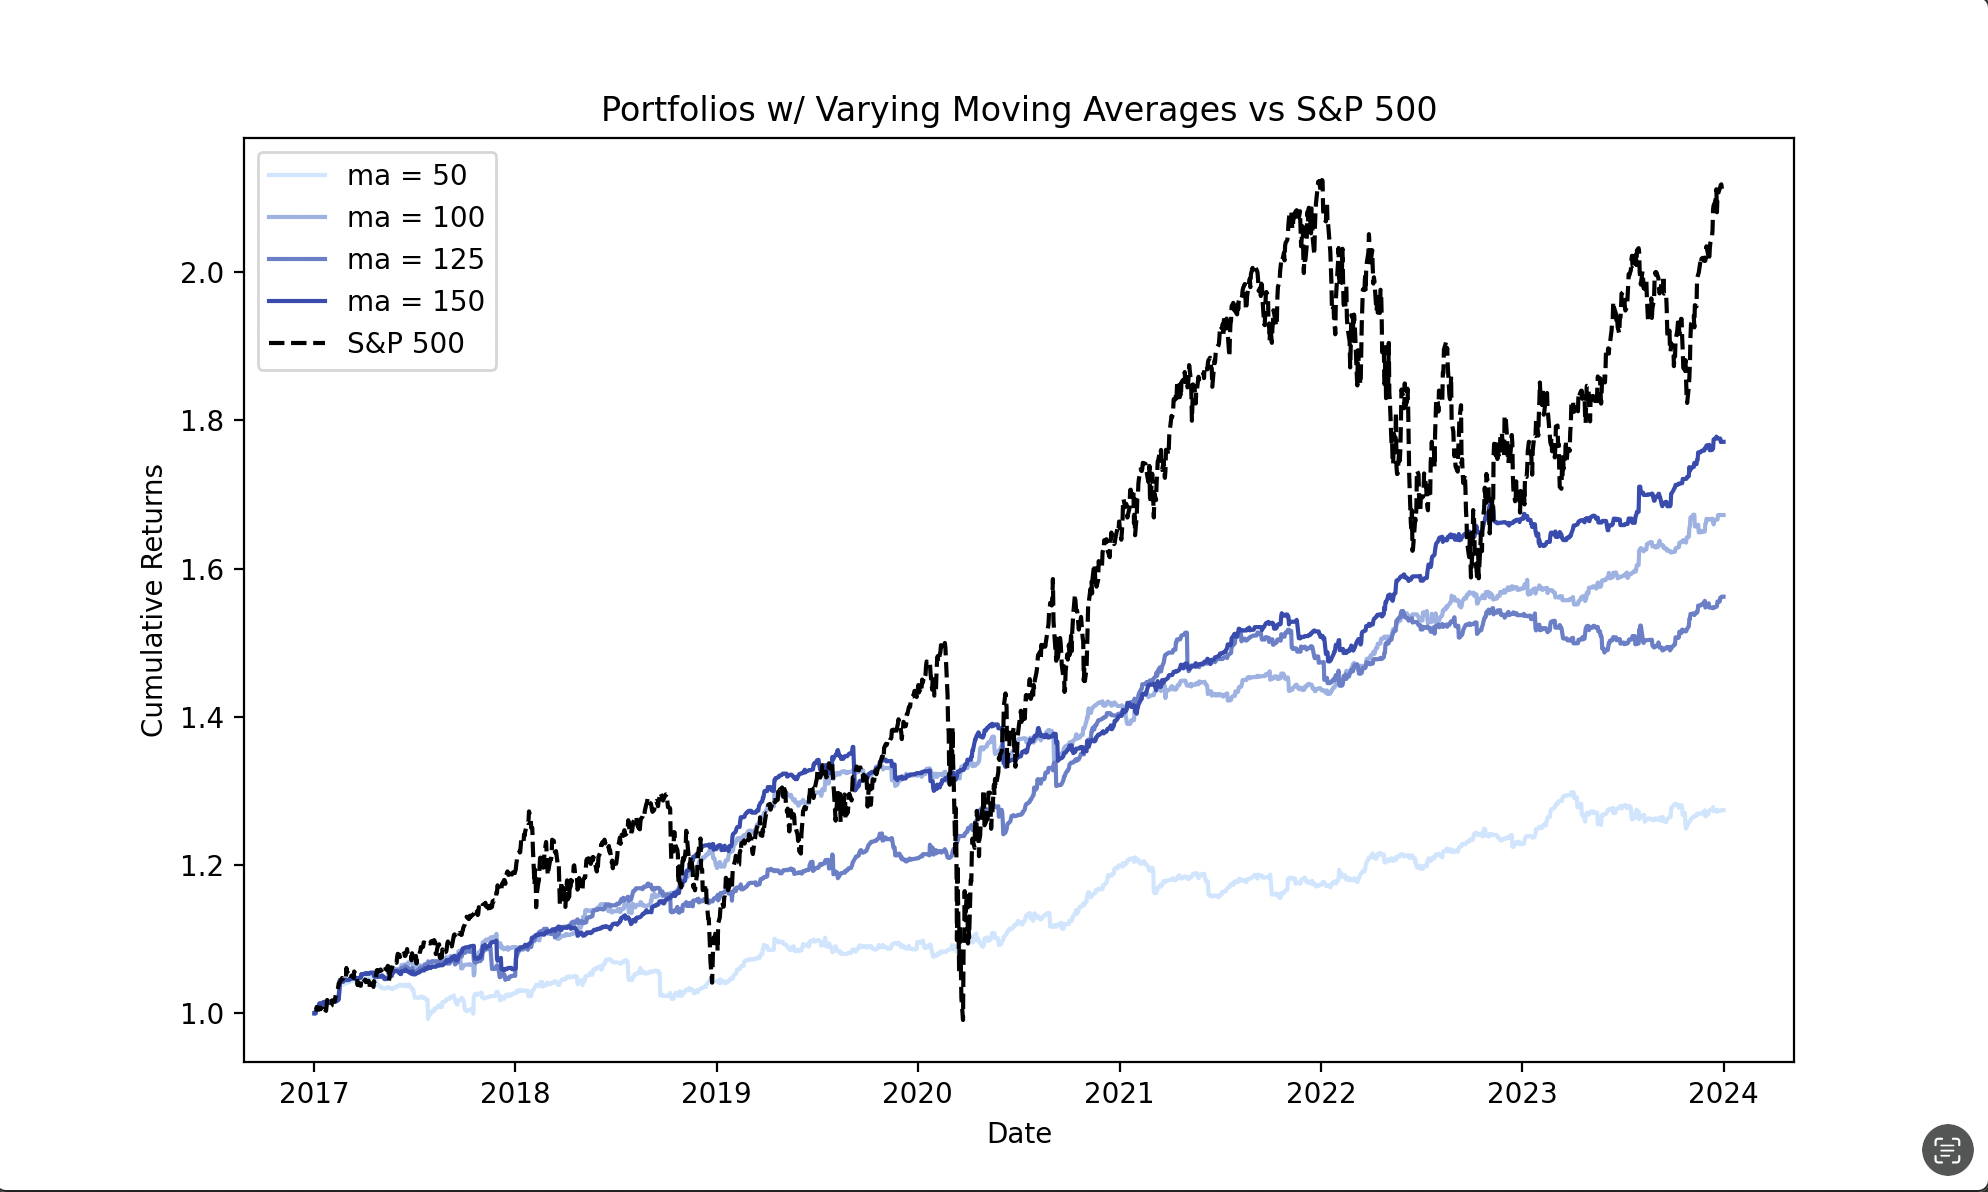 Portfolios w/ Varying Moving Averages vs S&P 500
ma = 50
ma = 100
ma = 125
ma = 150
S&P 500
Cumulative Returns
2.0
1.8
1.6
1.4
1.2
1.0
2017 2018 2019 2020 2021 2022 2023 2024
Date